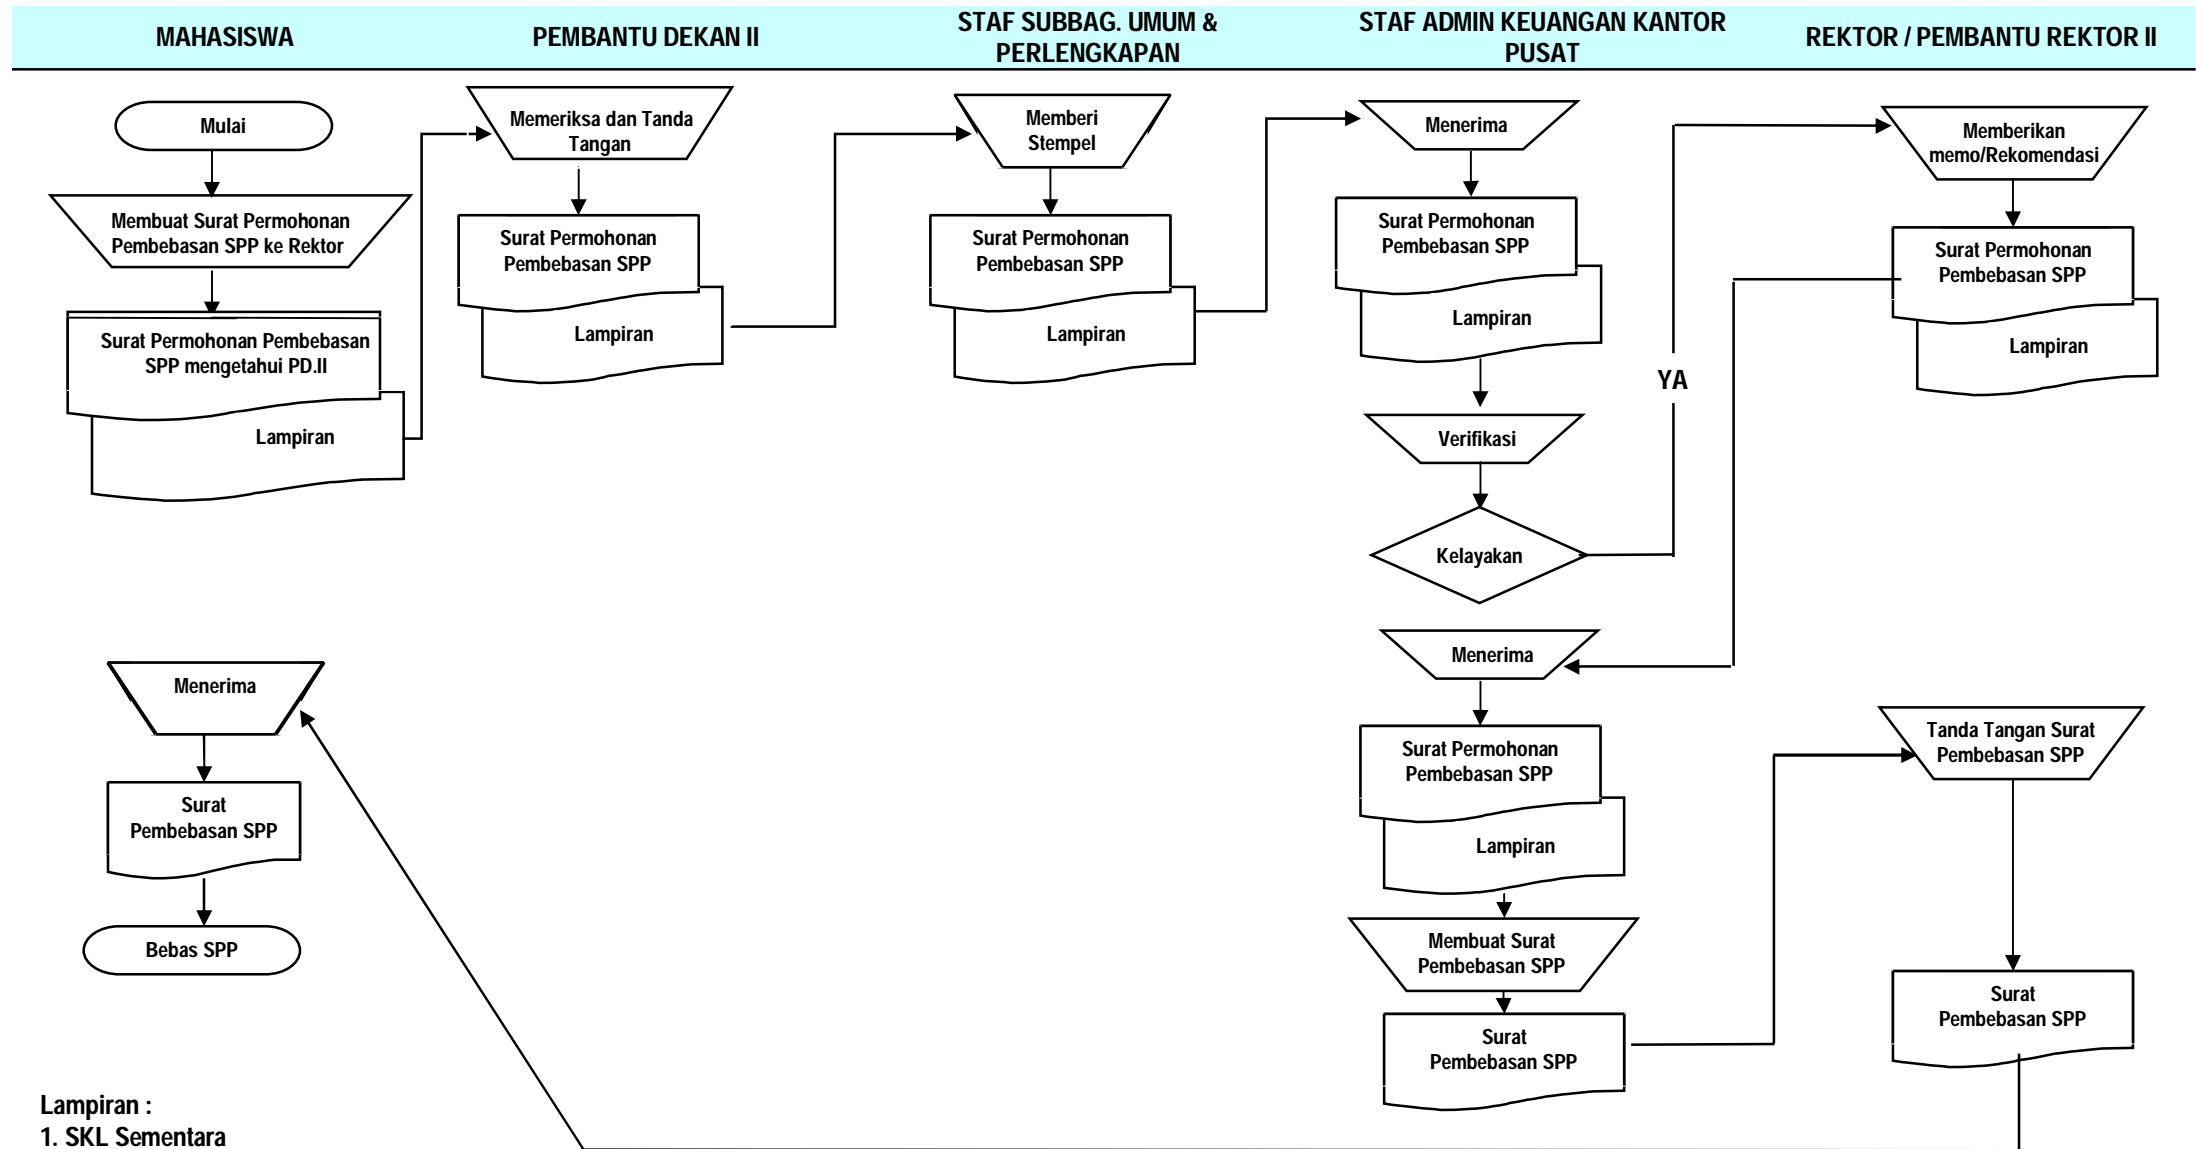 MAHASISWA
PEMBANTU DEKAN II
STAF SUBBAG. UMUM &
PERLENGKAPAN
STAF ADMIN KEUANGAN KANTOR
PUSAT
REKTOR / PEMBANTU REKTOR II
Mulai
Membuat Surat Permohonan
Pembebasan SPP ke Rektor
Surat Permohonan Pembebasan
SPP mengetahui PD.II
Lampiran
Memeriksa dan Tanda
Tangan
Surat Permohonan
Pembebasan SPP
Lampiran
Memberi
Stempel
Surat Permohonan
Pembebasan SPP
Lampiran
Menerima
Surat Permohonan
Pembebasan SPP
Lampiran
Verifikasi
Kelayakan
YA
Memberikan
memo/Rekomendasi
Surat Permohonan
Pembebasan SPP
Lampiran
Menerima
Surat Permohonan
Pembebasan SPP
Lampiran
Membuat Surat
Pembebasan SPP
Surat
Pembebasan SPP
Tanda Tangan Surat
Pembebasan SPP
Surat
Pembebasan SPP
Menerima
Surat
Pembebasan SPP
Bebas SPP
Lampiran :
1. SKL Sementara